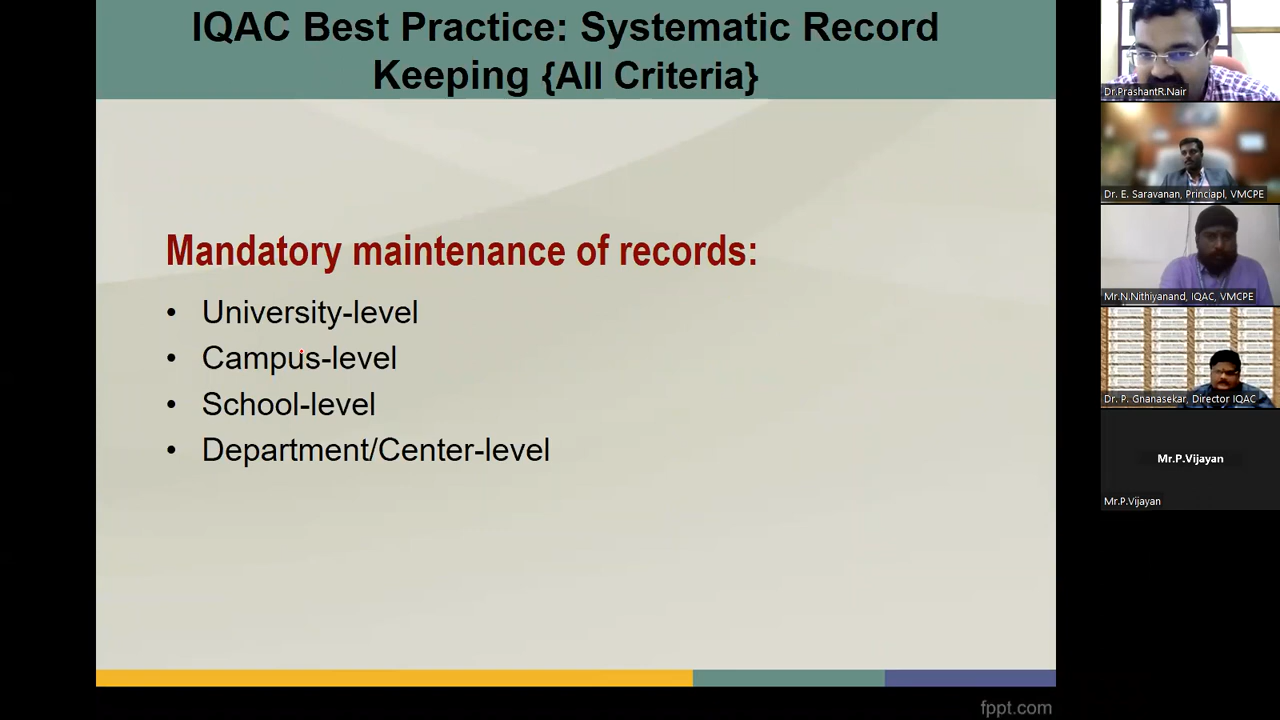 IQAC Best Practice: Systematic Record
Keeping {All Criteria}
Mandatory maintenance of records:
• University-level
• Campus-level
• School-level
• Department/Center-level
fppt.com
Dr.PrashantR.Nair
Dr. E. Saravanan, Princiapl, VMCPE
Mr.N.Nithiyanand, IQAC, VMCPE
Dr. P. Gnanasekar, Director IQAC
Mr.P.Vijayan
Mr.P.Vijayan